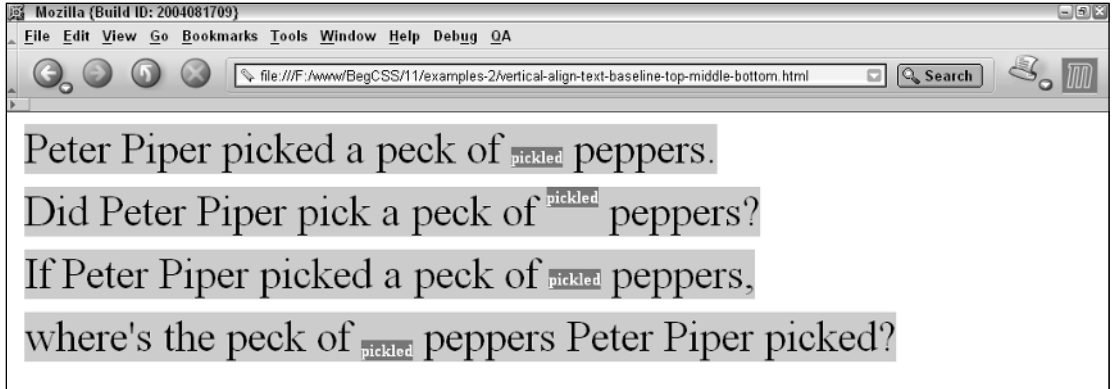 Mozilla {Build ID: 2004081709}
File Edit View Go Bookmarks Tools Window Help Debug QA
file:///F:/www/BegCSS/11/examples-2/vertical-align-text-baseline-top-middle-bottom.html Search
Peter Piper picked a peck of pickled peppers.
Did Peter Piper pick a peck of pickled peppers?
If Peter Piper picked a peck of pickled peppers,
where's the peck of pickled peppers Peter Piper picked?